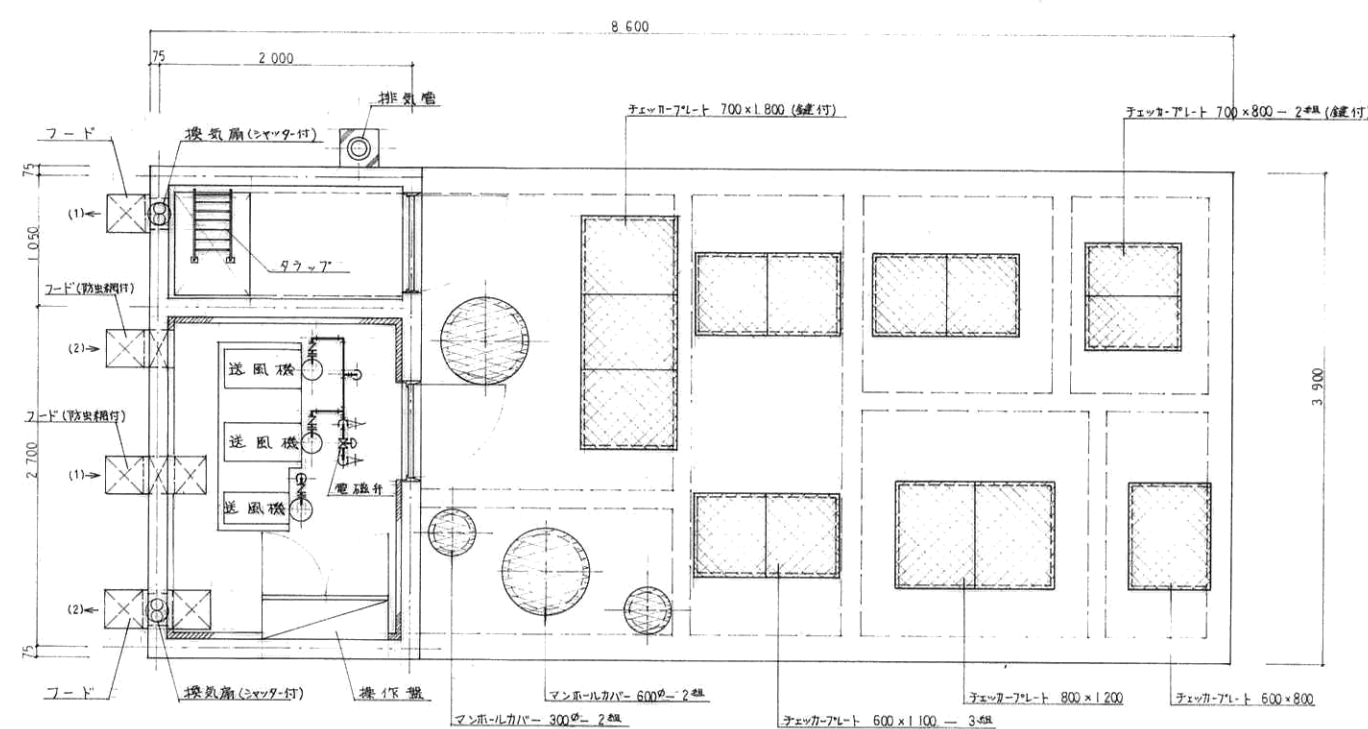 8 600
75
2 000
排気管
チェッカープレート 700×1.800 (鍵付)
チェッカープレート 700×800 − 2組 (鍵付)
フード
換気扇(シャッター付)
75
(1)←
1.050
タラップ
フード(防虫網付)
(2)→
送風機
フード(防虫網付)
送風機
3 900
2 700
(1)→
電磁弁
送風機
(2)←
75
フード
換気扇(シャッター付)
操作盤
マンホールカバー 600φ− 2組
チェッカープレート 800×1200
チェッカープレート 600×800
マンホールカバー 300φ− 2組
チェッカープレート 600×1100 − 3組